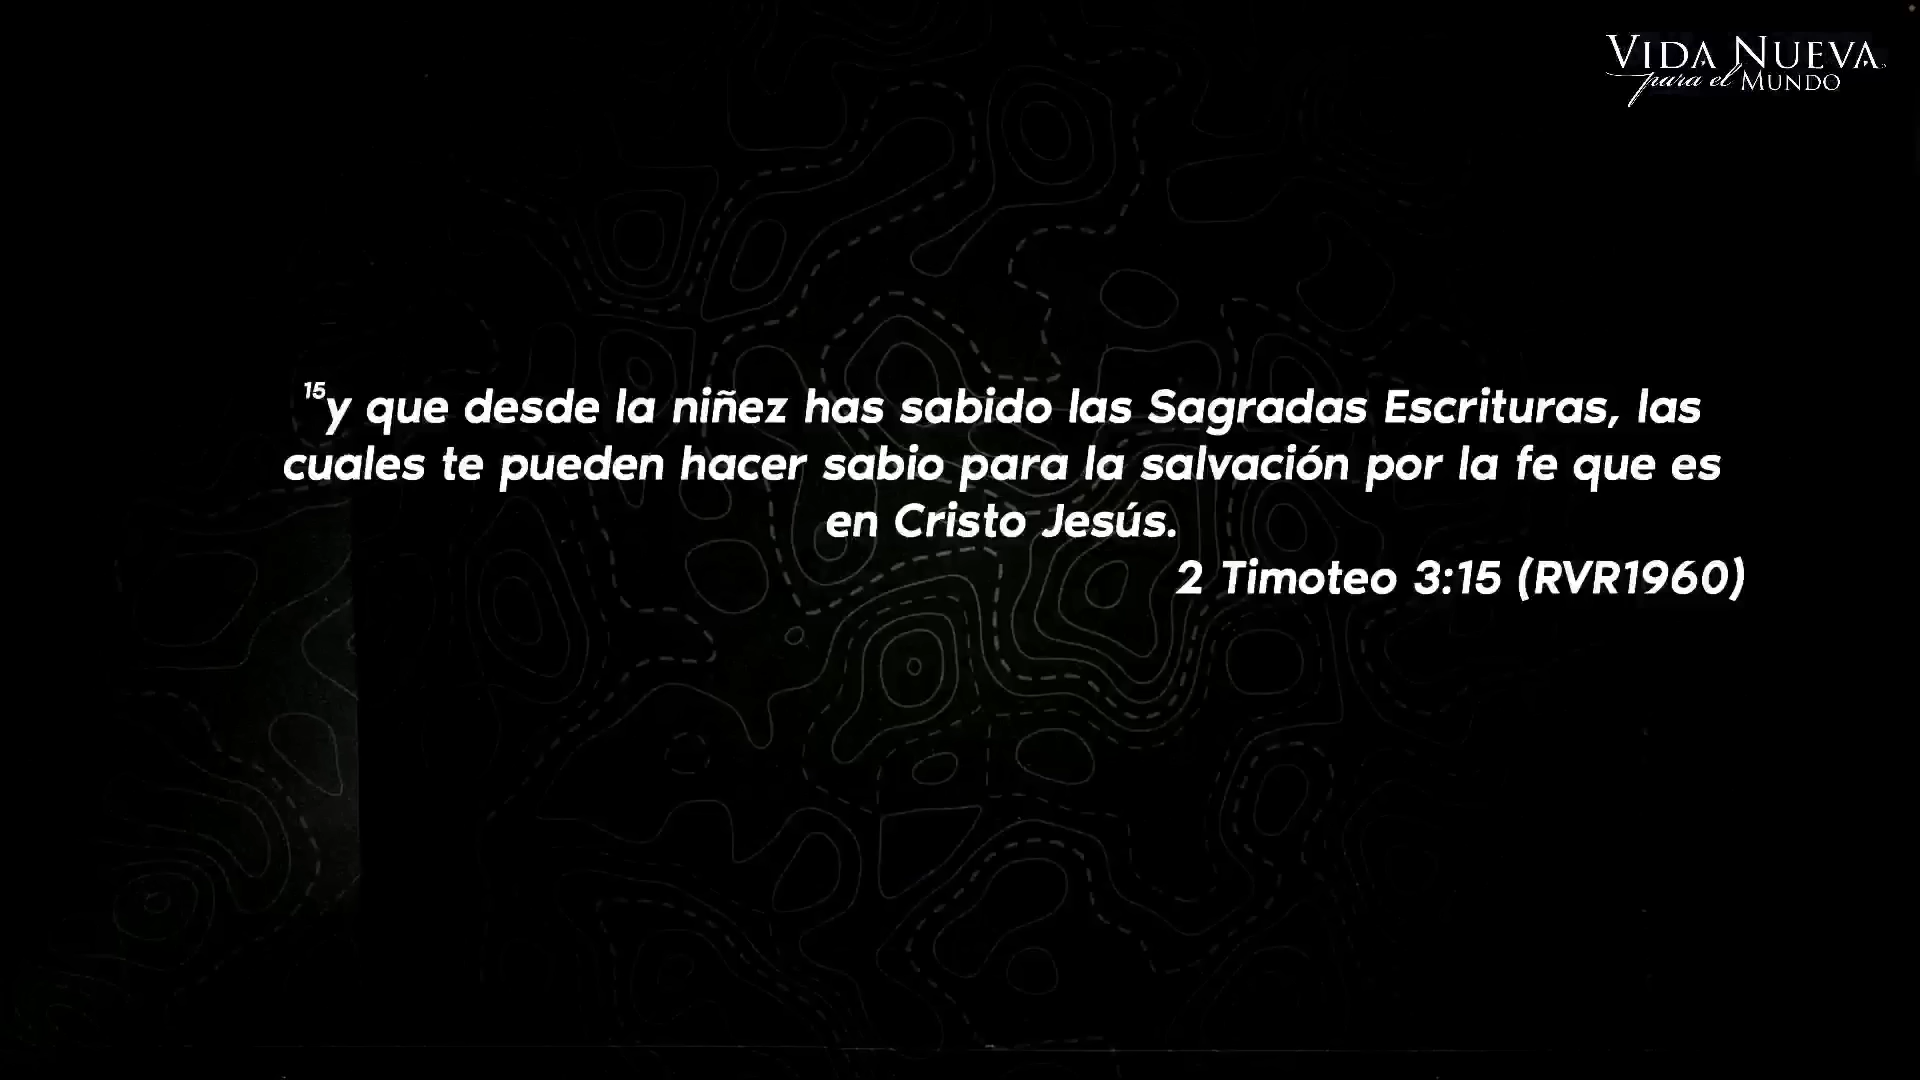 VIDA NUEVA
para el MUNDO
15y que desde la niñez has sabido las Sagradas Escrituras, las
cuales te pueden hacer sabio para la salvación por la fe que es
en Cristo Jesús.
2 Timoteo 3:15 (RVR1960)